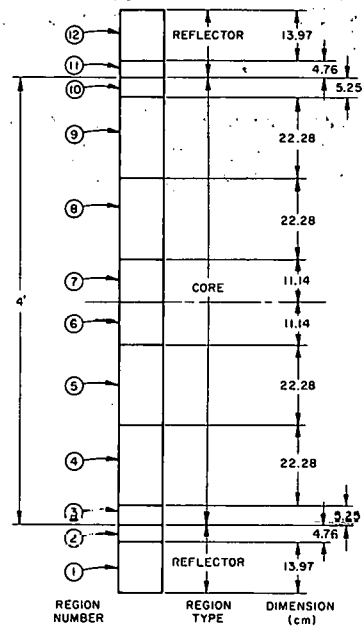 12 REFLECTOR 13.97
11 4.76
10 5.25
9 22.28
8 22.28
7 11.14
CORE
4'
6 11.14
5 22.28
4 22.28
3 5.25
2 4.76
1 REFLECTOR 13.97
REGION NUMBER REGION TYPE DIMENSION (cm)